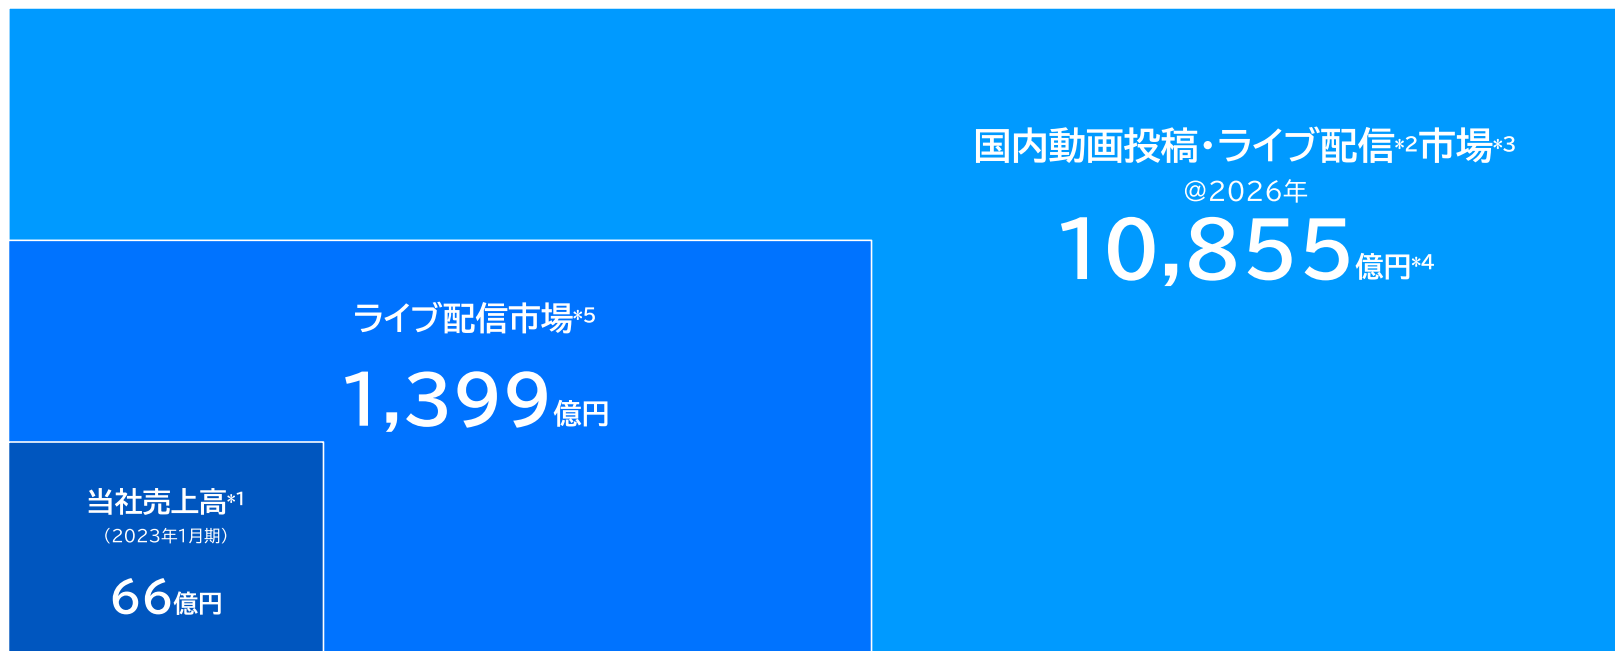 国内動画投稿・ライブ配信*2市場*3
@2026年
10,855億円*4
ライブ配信市場*5
1,399億円
当社売上高*1
（2023年1月期）
66億円